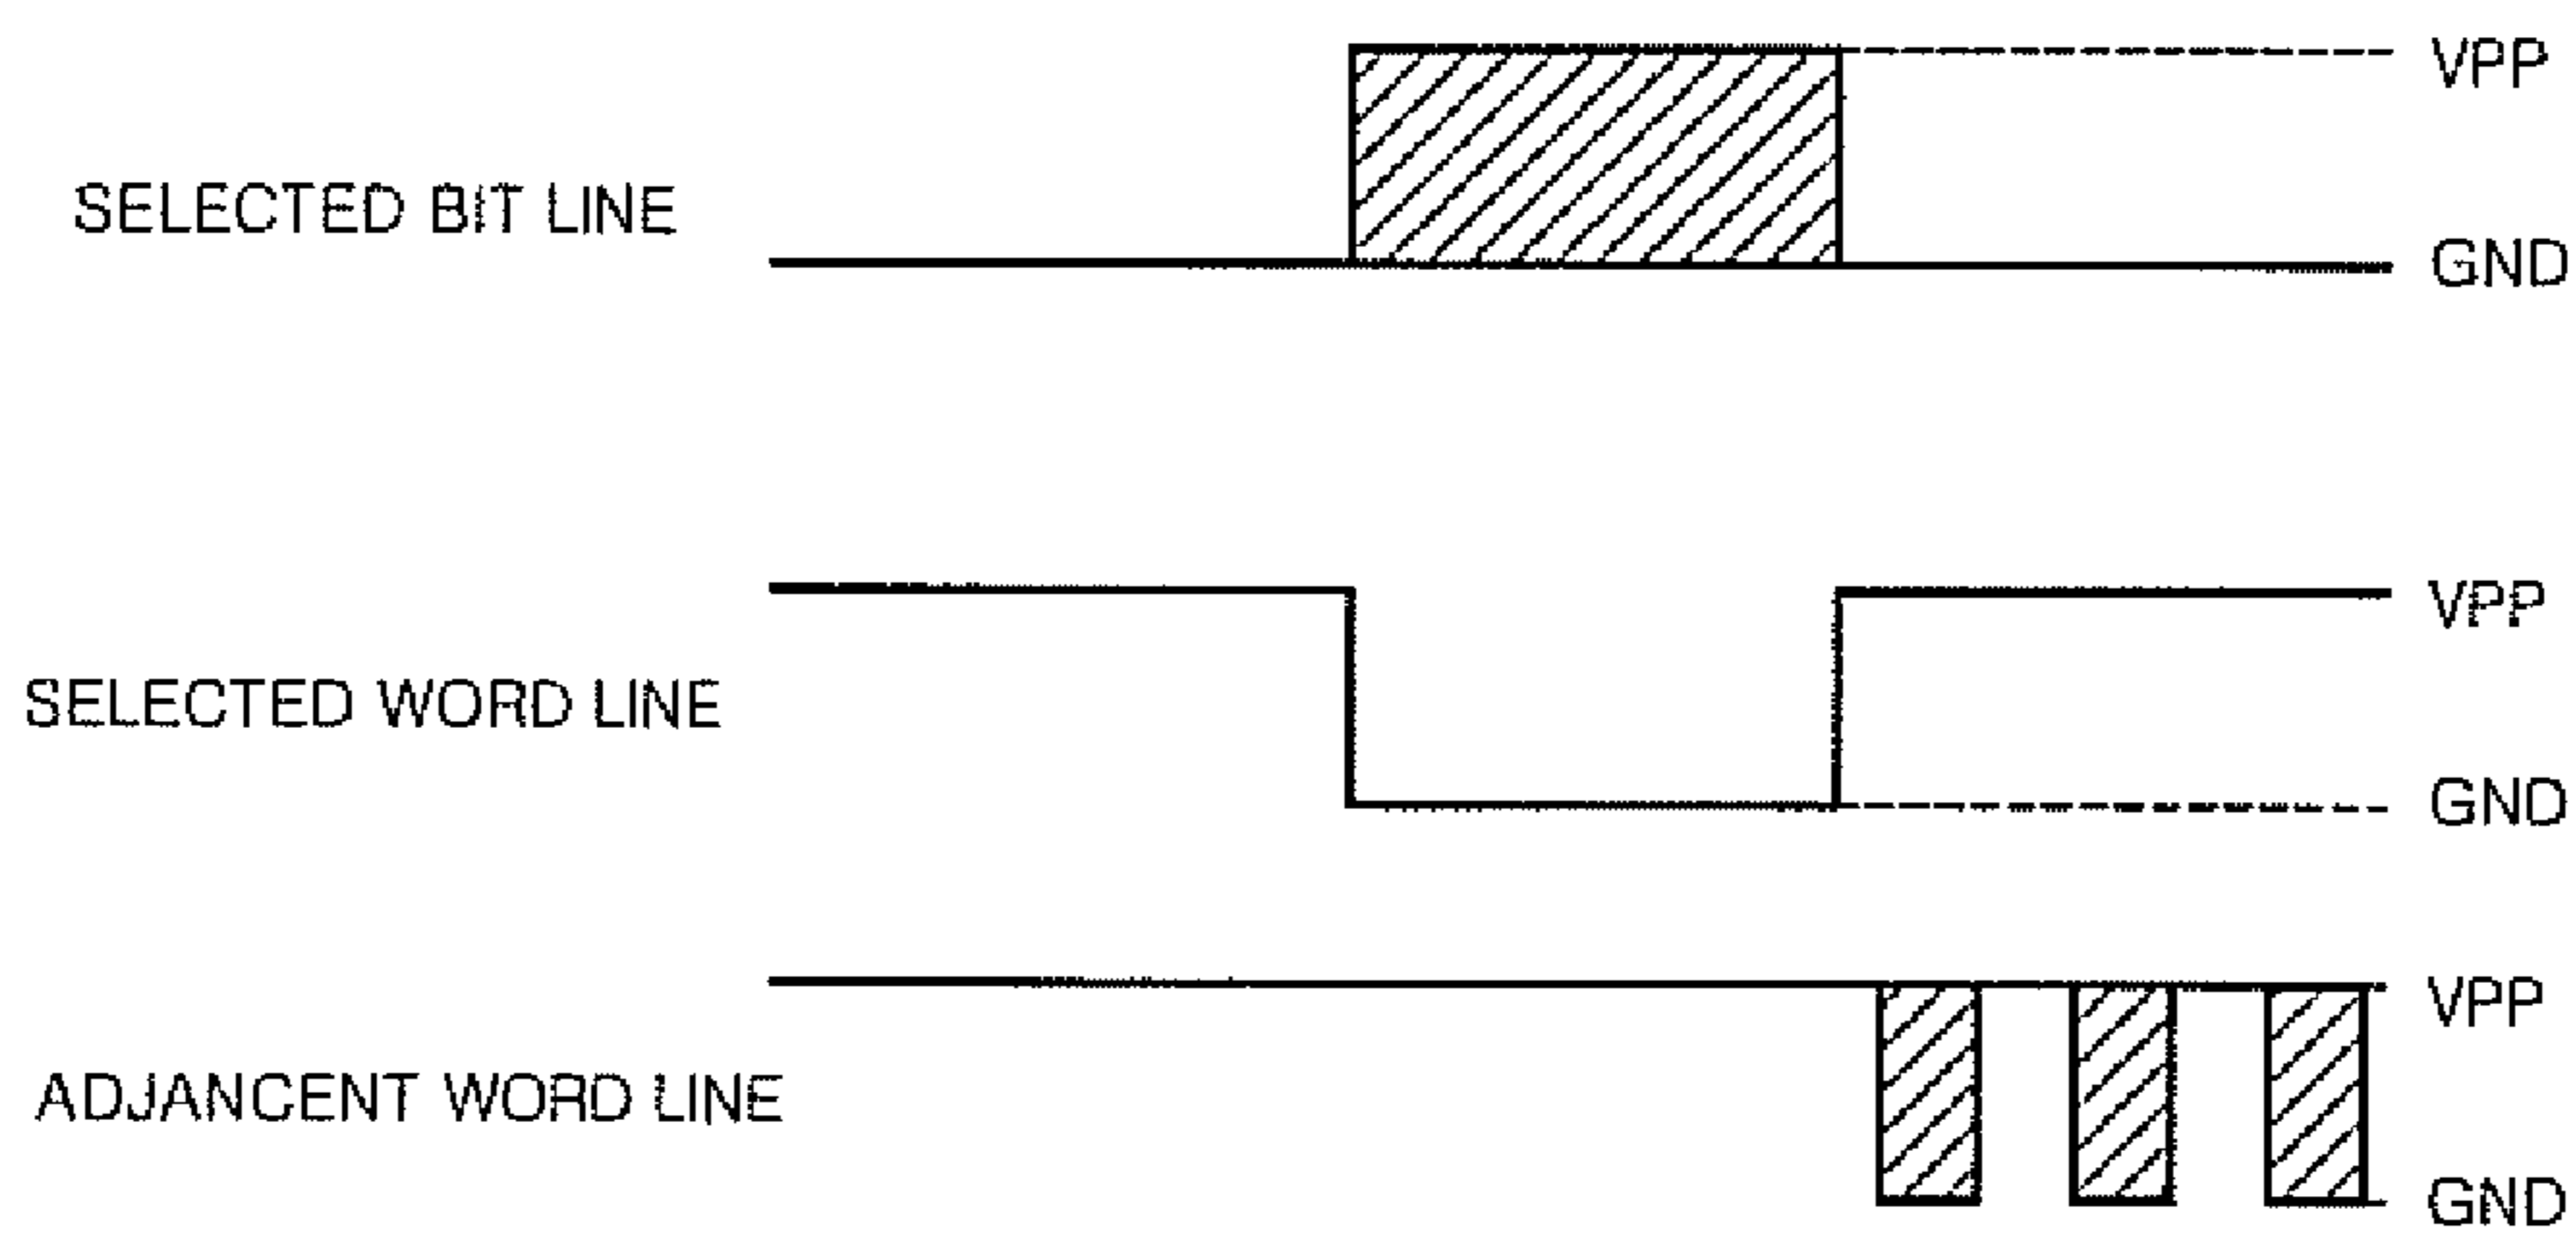 VPP
SELECTED BIT LINE
GND
VPP
SELECTED WORD LINE
GND
VPP
ADJANCENT WORD LINE
GND